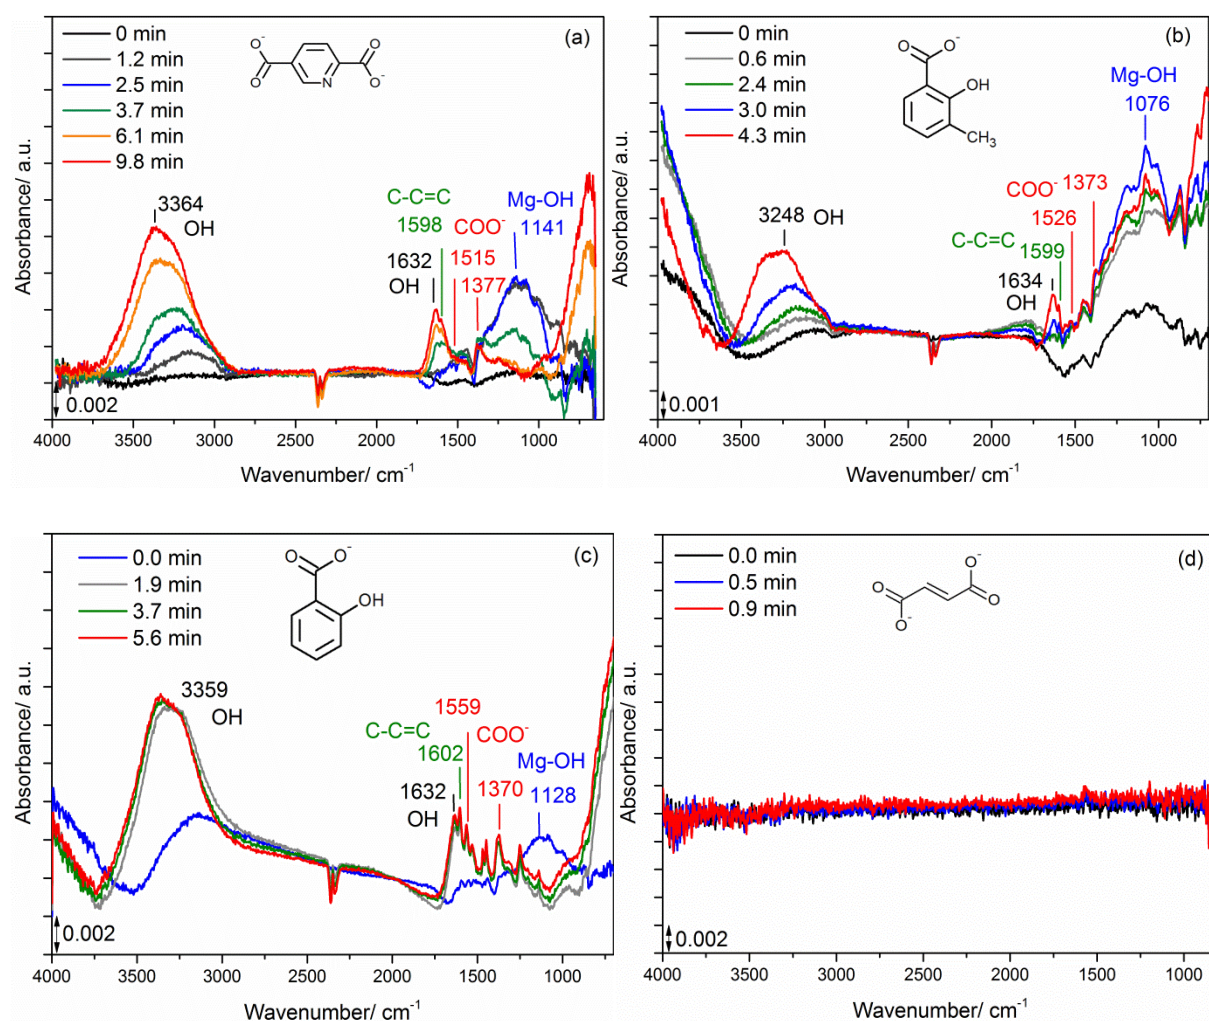 (a)
0 min
1.2 min
2.5 min
3.7 min
6.1 min
9.8 min
O-
O
O
N
O-
3364
OH
C-C=C
1598
Mg-OH
1141
COO-
1515
1377
1632
OH
0.002
Absorbance/ a.u.
4000 3500 3000 2500 2000 1500 1000
Wavenumber/ cm-1
(b)
0 min
0.6 min
2.4 min
3.0 min
4.3 min
O
O-
OH
CH3
Mg-OH
1076
COO-
1373
1526
C-C=C
1599
3248 OH
1634
OH
0.001
Absorbance/ a.u.
4000 3500 3000 2500 2000 1500 1000
Wavenumber/ cm-1
(c)
0.0 min
1.9 min
3.7 min
5.6 min
O
O-
OH
3359
OH
1559
C-C=C
COO-
1602
Mg-OH
1632
OH
1370
1128
0.002
Absorbance/ a.u.
4000 3500 3000 2500 2000 1500 1000
Wavenumber/ cm-1
(d)
0.0 min
0.5 min
0.9 min
O-
O
O
O-
0.002
Absorbance/ a.u.
4000 3500 3000 2500 2000 1500 1000
Wavenumber/ cm-1